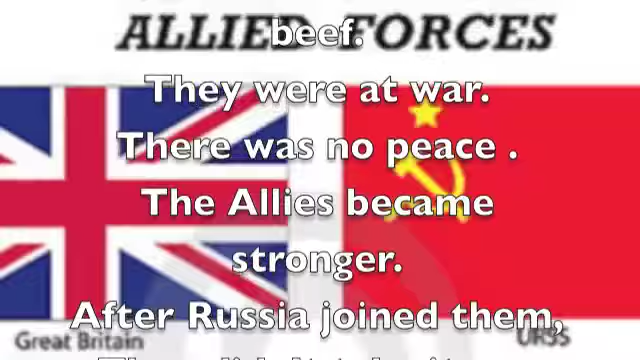 ALLIED FORCES
beef.
They were at war.
There was no peace .
The Allies became
stronger.
After Russia joined them,
Great Britain
URSS